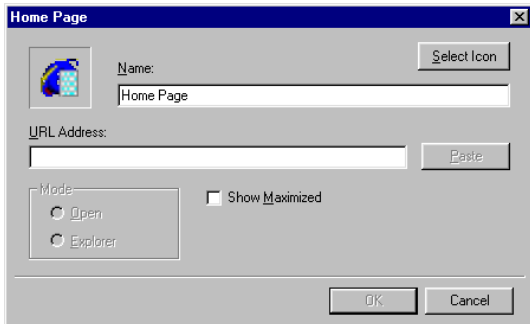 Home Page
Select Icon
Name:
Home Page
URL Address:
Paste
Mode
Show Maximized
Open
Explorer
OK
Cancel